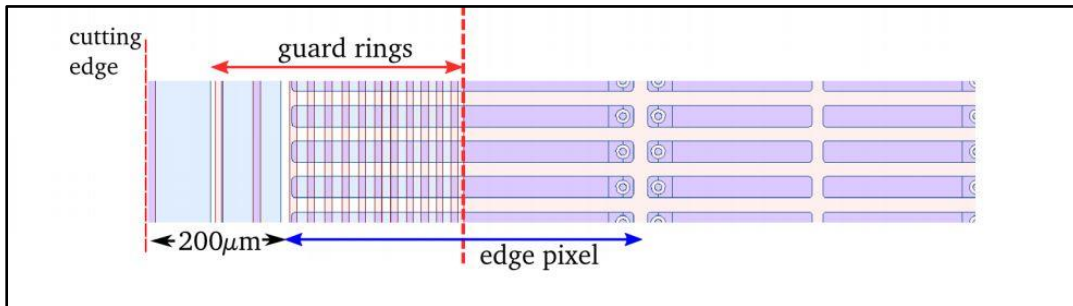 cutting
edge
guard rings
200μm
edge pixel